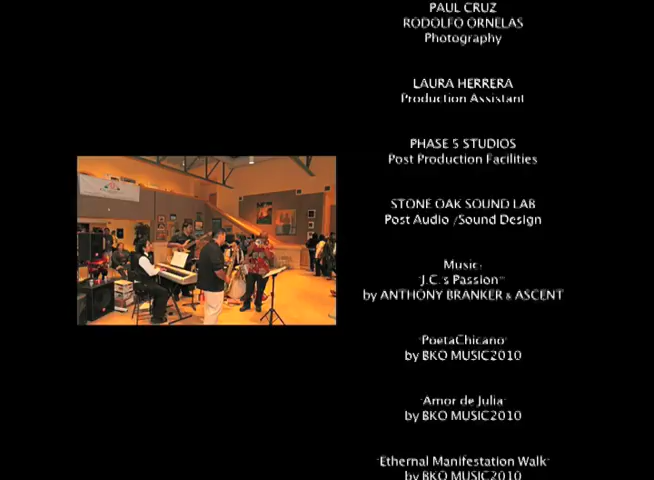 PAUL CRUZ
RODOLFO ORNELAS
Photography
LAURA HERRERA
Production Assistant
PHASE 5 STUDIOS
Post Production Facilities
STONE OAK SOUND LAB
Post Audio /Sound Design
Music:
"J.C.'s Passion"
by ANTHONY BRANKER & ASCENT
"PoetaChicano"
by BKO MUSIC2010
"Amor de Julia"
by BKO MUSIC2010
"Ethernal Manifestation Walk"
by BKO MUSIC2010